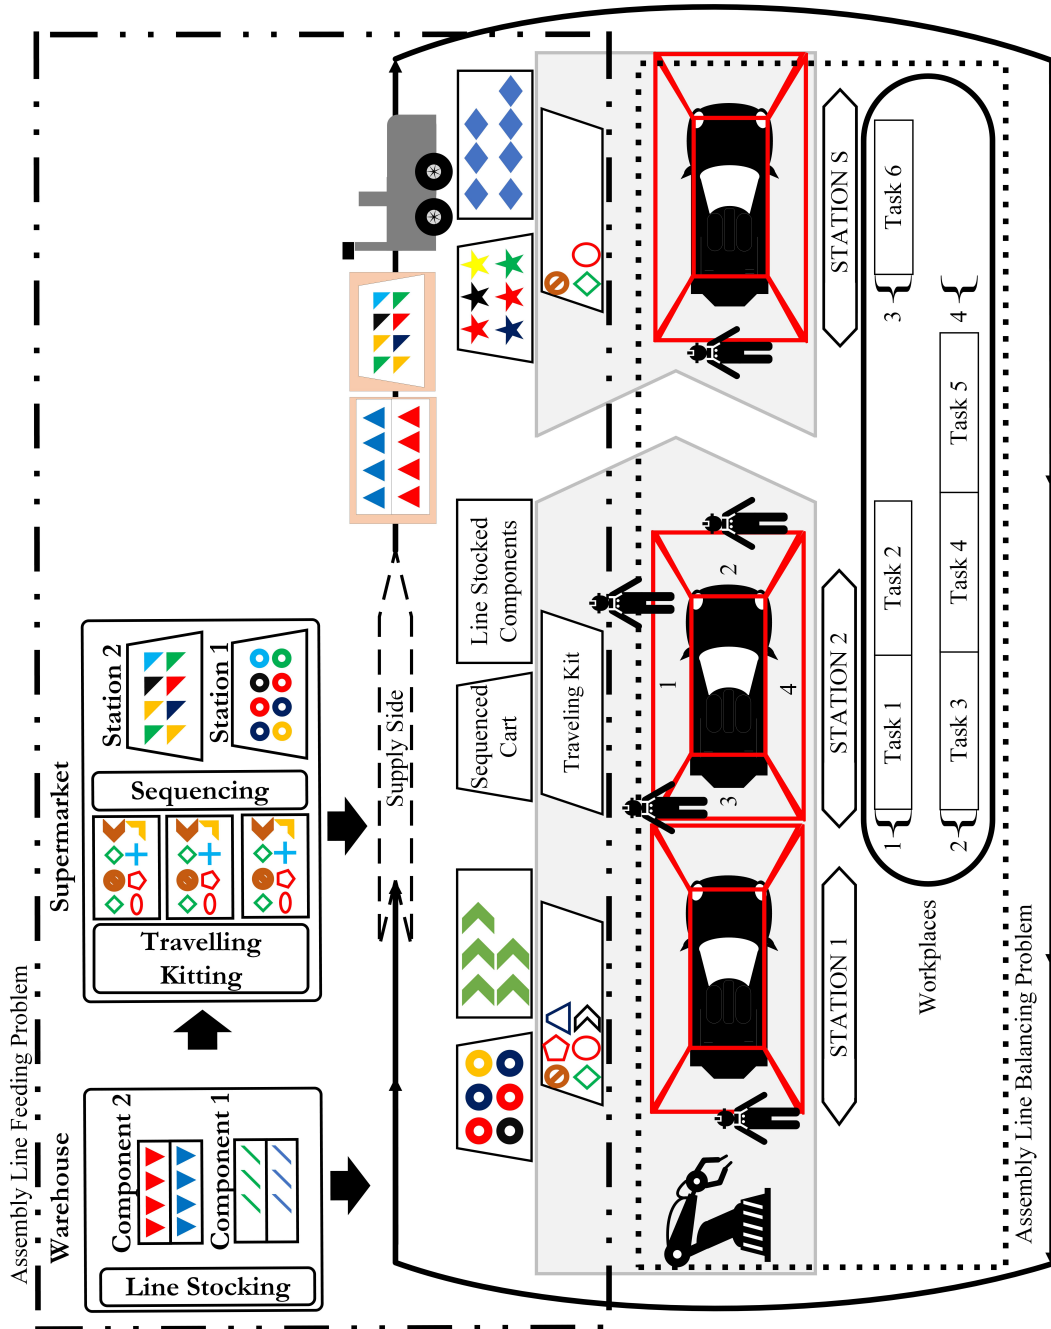 Assembly Line Feeding Problem
Warehouse
Line Stocking
Component 2
Component 1
Supermarket
Travelling
Kitting
Sequencing
Station 2
Station 1
Supply Side
Sequenced
Cart
Line Stocked
Components
Traveling Kit
1
2
3
4
STATION 1
STATION 2
STATION S
Workplaces
1
Task 1
Task 2
2
Task 3
Task 4
Task 5
3
Task 6
4
Assembly Line Balancing Problem